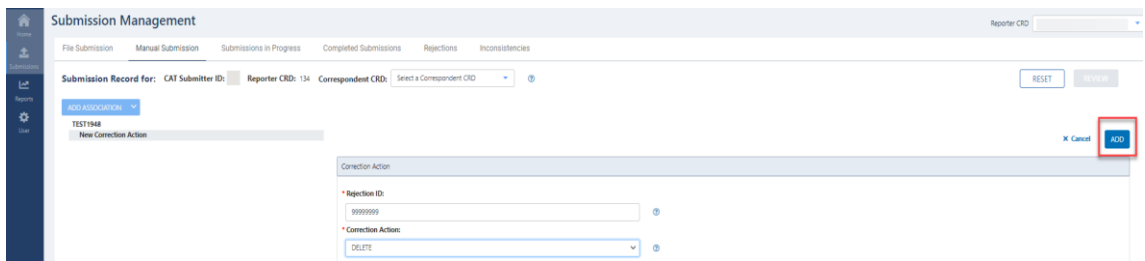 Submission Management
Reporter CRD
Home
File Submission Manual Submission Submissions in Progress Completed Submissions Rejections Inconsistencies
Submissions
Submission Record for: CAT Submitter ID: Reporter CRD: 134 Correspondent CRD: Select a Correspondent CRD RESET REVIEW
Reports
ADD ASSOCIATION
User
TEST1948
New Correction Action
× Cancel ADD
Correction Action
* Rejection ID:
99999999
* Correction Action:
DELETE